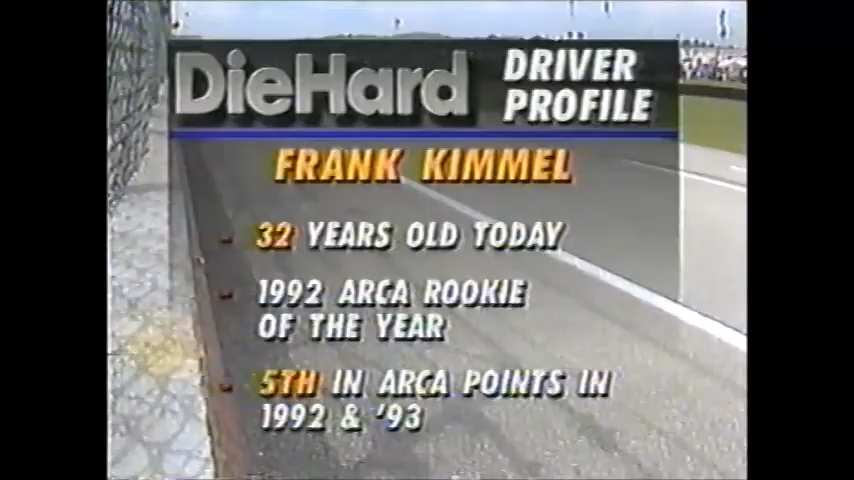 DieHard
DRIVER
PROFILE
FRANK KIMMEL
- 32 YEARS OLD TODAY
- 1992 ARCA ROOKIE
OF THE YEAR
- 5TH IN ARCA POINTS IN
1992 & '93